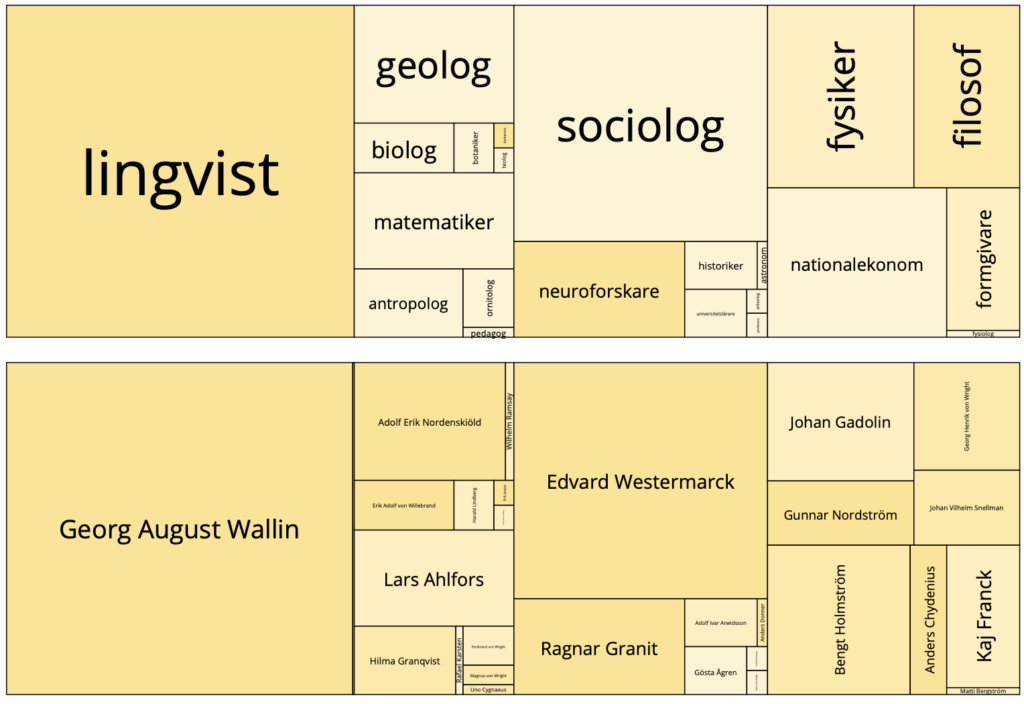 lingvist
geolog
biolog
botaniker
teolog
matematiker
antropolog
ornitolog
pedagog
sociolog
neuroforskare
historiker
astronom
universitetslärare
fysiker
filosof
nationalekonom
formgivare
fysiolog
Georg August Wallin
Adolf Erik Nordenskiöld
Wilhelm Ramsay
Erik Adolf von Willebrand
Harald Lindberg
Lars Ahlfors
Hilma Granqvist
Rafael Karsten
Ferdinand von Wright
Magnus von Wright
Uno Cygnaeus
Edvard Westermarck
Ragnar Granit
Adolf Ivar Arwidsson
Anders Donner
Gösta Ågren
Johan Gadolin
Gunnar Nordström
Georg Henrik von Wright
Johan Vilhelm Snellman
Bengt Holmström
Anders Chydenius
Kaj Franck
Matti Bergström